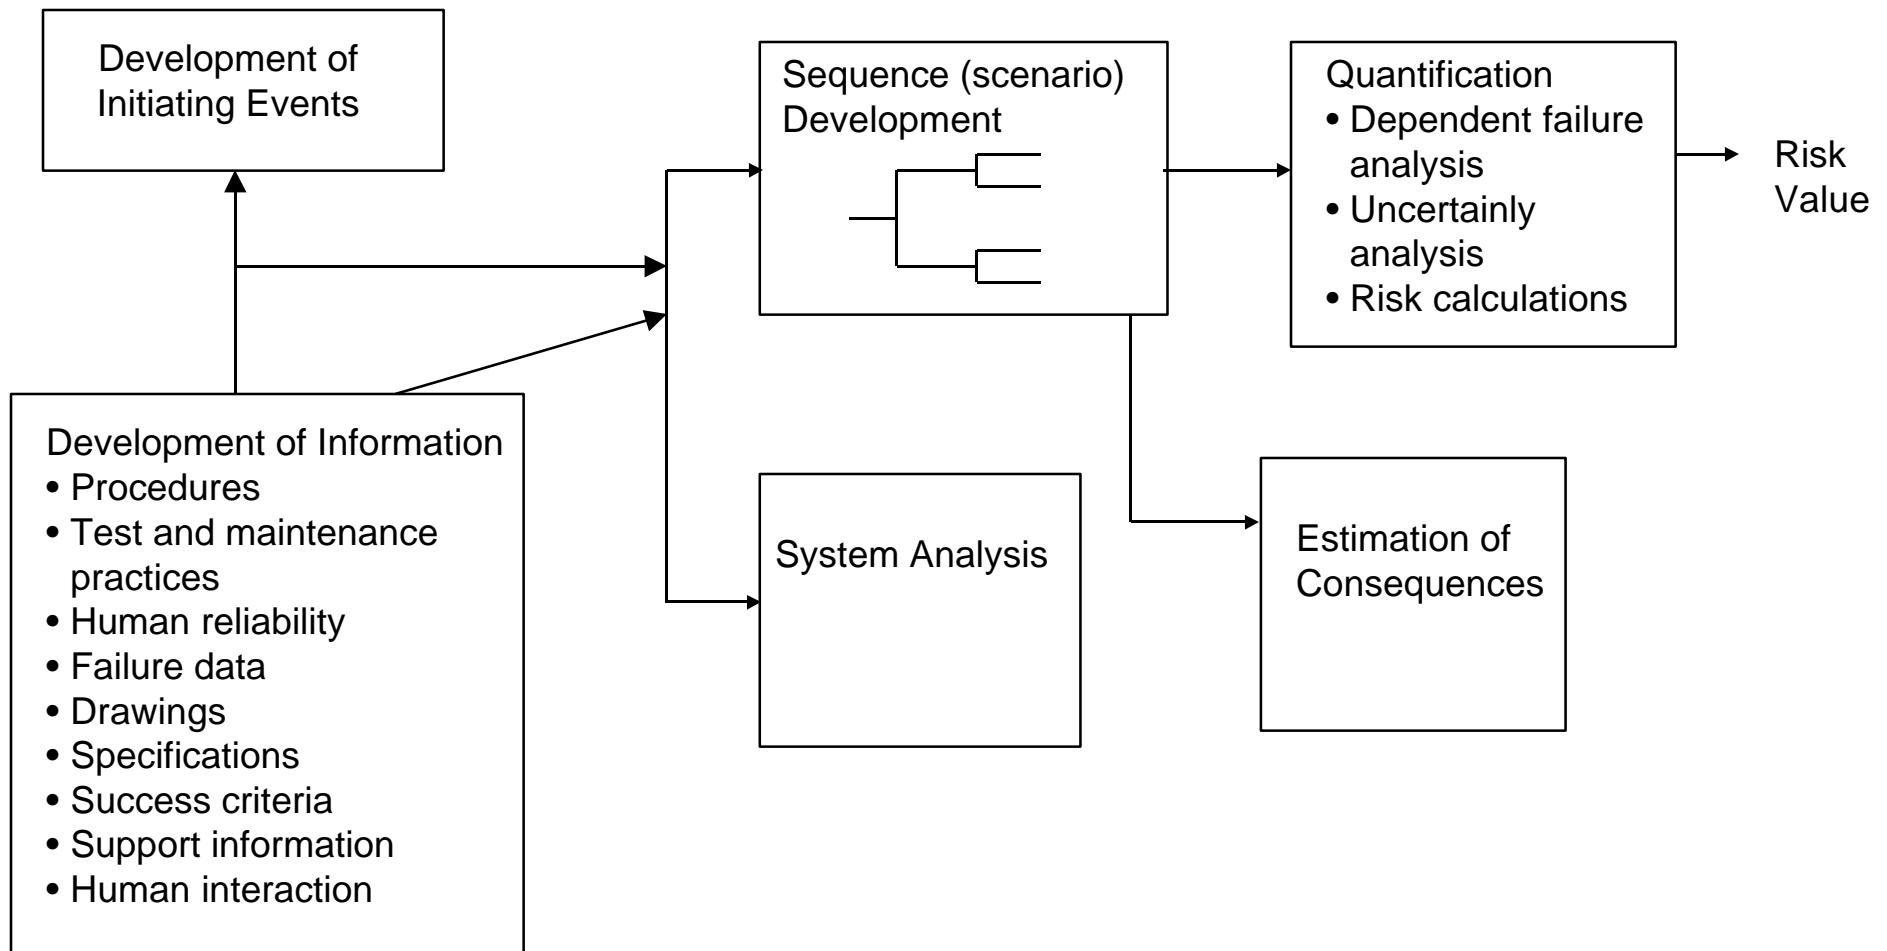 Development of
Initiating Events
Sequence (scenario)
Development
Quantification
• Dependent failure
analysis
• Uncertainly
analysis
• Risk calculations
Risk
Value
Development of Information
• Procedures
• Test and maintenance
practices
• Human reliability
• Failure data
• Drawings
• Specifications
• Success criteria
• Support information
• Human interaction
System Analysis
Estimation of
Consequences